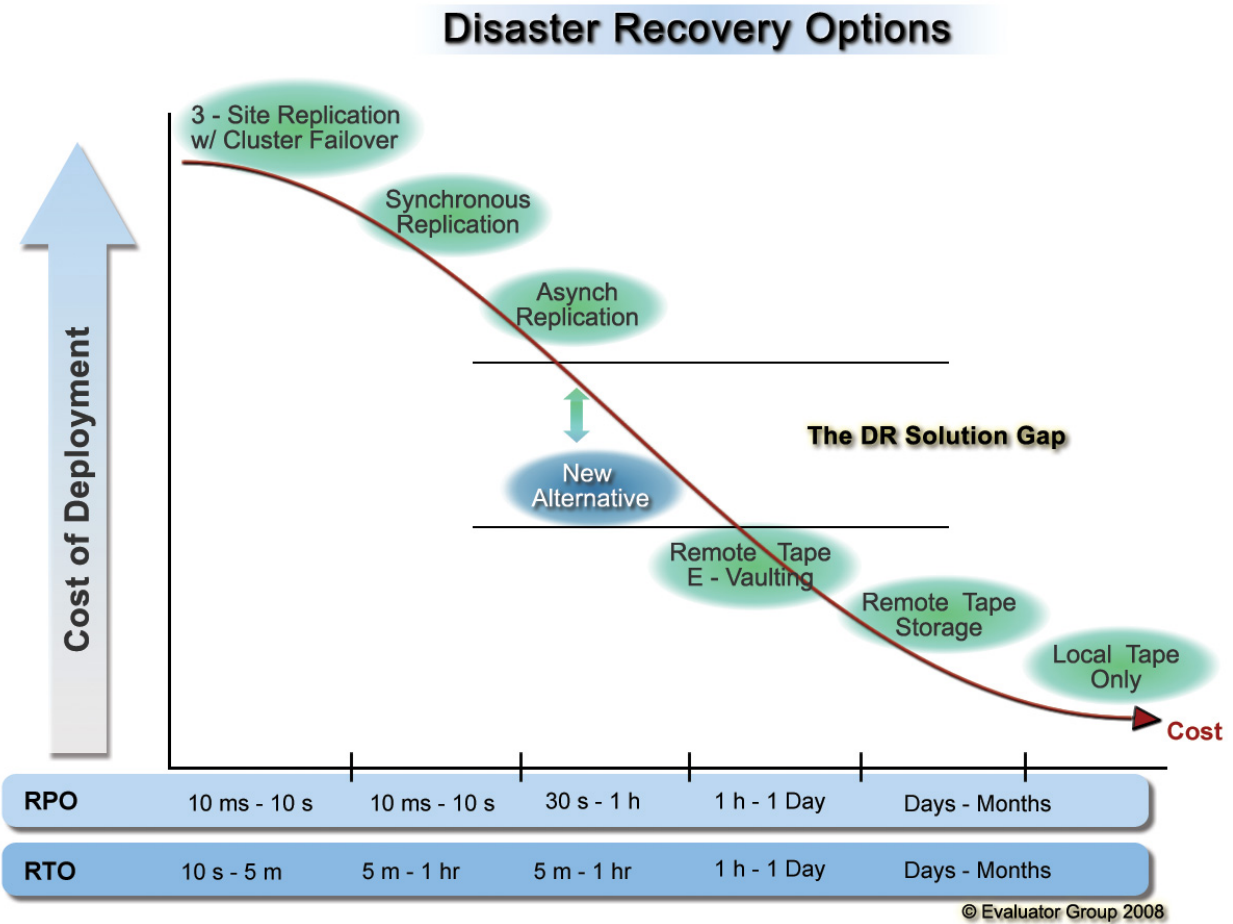 Disaster Recovery Options
3 - Site Replication
w/ Cluster Failover
Synchronous
Replication
Asynch
Replication
The DR Solution Gap
New
Alternative
Remote Tape
E - Vaulting
Remote Tape
Storage
Local Tape
Only
Cost
Cost of Deployment
RPO 10 ms - 10 s 10 ms - 10 s 30 s - 1 h 1 h - 1 Day Days - Months
RTO 10 s - 5 m 5 m - 1 hr 5 m - 1 hr 1 h - 1 Day Days - Months
© Evaluator Group 2008